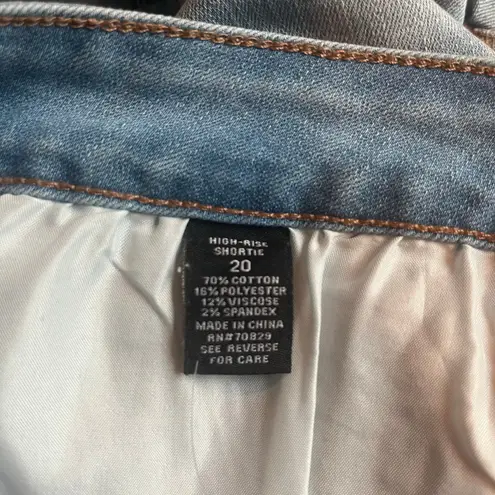 HIGH-RISE
SHORTIE
20
70% COTTON
16% POLYESTER
12% VISCOSE
2% SPANDEX
MADE IN CHINA
RN#70829
SEE REVERSE
FOR CARE